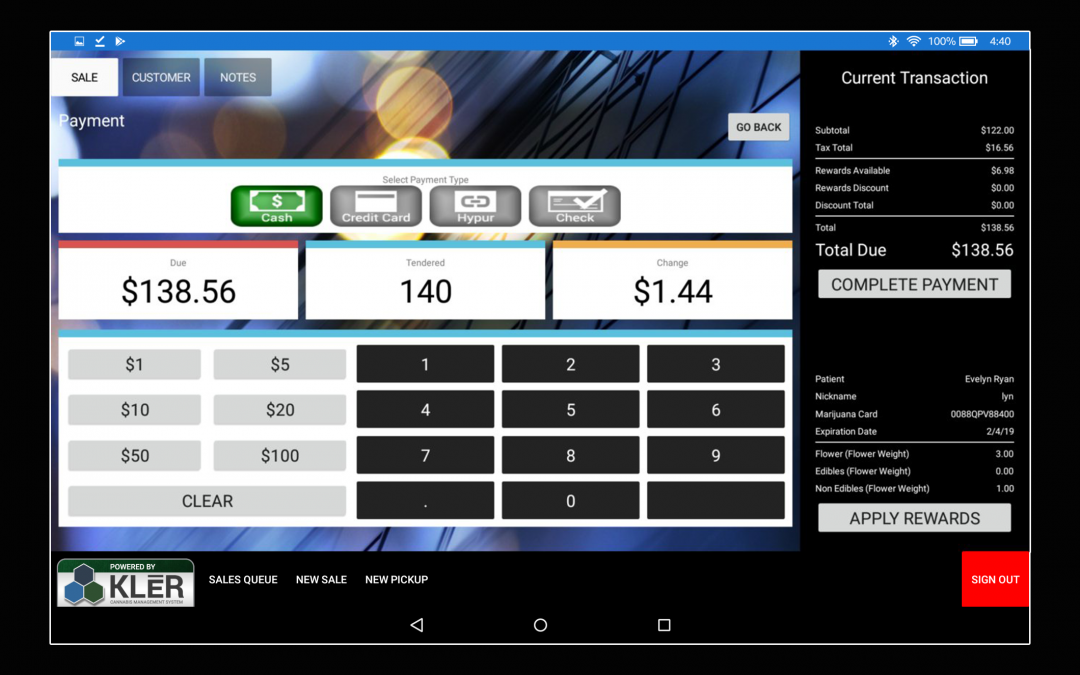 100% 4:40
SALE CUSTOMER NOTES
Payment
GO BACK
Select Payment Type
Cash Credit Card Hypur Check
Due Tendered Change
$138.56 140 $1.44
$1 $5 1 2 3
$10 $20 4 5 6
$50 $100 7 8 9
CLEAR . 0
Current Transaction
Subtotal $122.00
Tax Total $16.56
Rewards Available $6.98
Rewards Discount $0.00
Discount Total $0.00
Total $138.56
Total Due $138.56
COMPLETE PAYMENT
Patient Evelyn Ryan
Nickname lyn
Marijuana Card 0088QPV88400
Expiration Date 2/4/19
Flower (Flower Weight) 3.00
Edibles (Flower Weight) 0.00
Non Edibles (Flower Weight) 1.00
APPLY REWARDS
POWERED BY
KLĒR
CANNABIS MANAGEMENT SYSTEM
SALES QUEUE NEW SALE NEW PICKUP
SIGN OUT